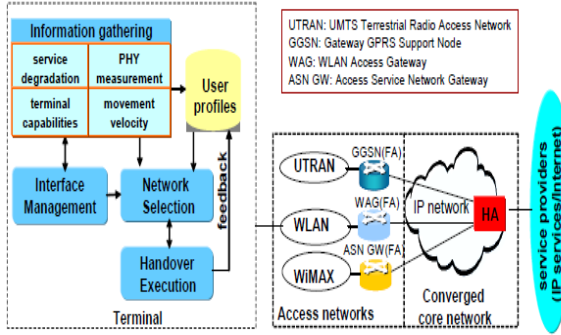 Information gathering
service
degradation
PHY
measurement
terminal
capabilities
movement
velocity
User
profiles
Interface
Management
Network
Selection
feedback
Handover
Execution
Terminal
UTRAN: UMTS Terrestrial Radio Access Network
GGSN: Gateway GPRS Support Node
WAG: WLAN Access Gateway
ASN GW: Access Service Network Gateway
UTRAN
GGSN(FA)
WLAN
WAG(FA)
WiMAX
ASN GW(FA)
IP network
HA
Access networks
Converged
core network
service providers
(IP services/Internet)